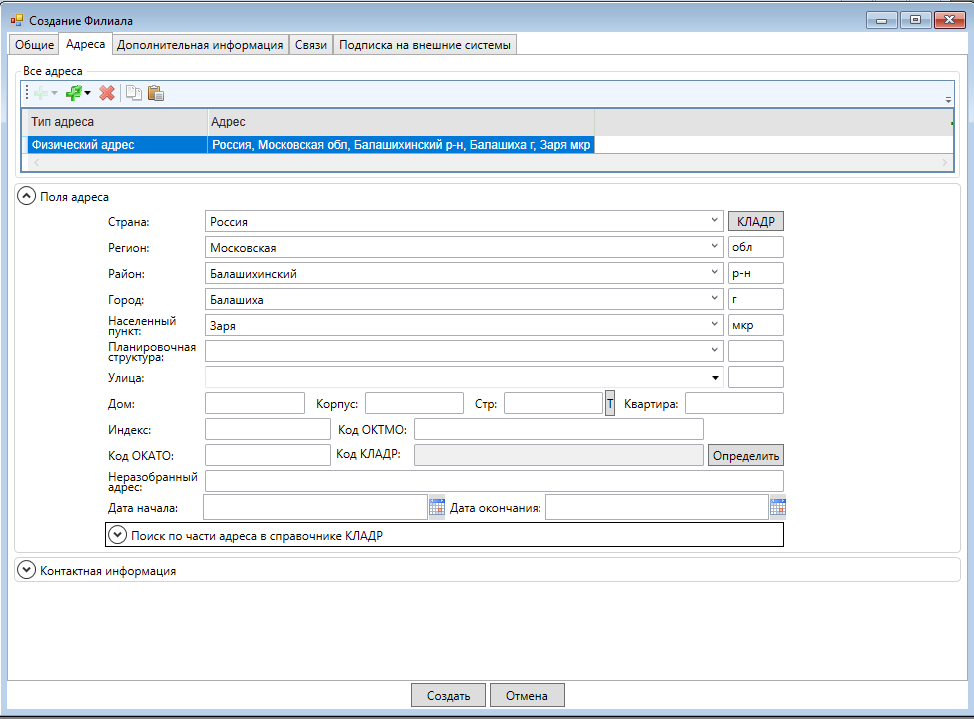 Создание Филиала
Общие Адреса Дополнительная информация Связи Подписка на внешние системы
Все адреса
Тип адреса Адрес
Физический адрес Россия, Московская обл, Балашихинский р-н, Балашиха г, Заря мкр
Поля адреса
Страна: Россия КЛАДР
Регион: Московская обл
Район: Балашихинский р-н
Город: Балашиха г
Населенный
пункт: Заря мкр
Планировочная
структура:
Улица:
Дом: Корпус: Стр: Т Квартира:
Индекс: Код ОКТМО:
Код ОКАТО: Код КЛАДР: Определить
Неразобранный
адрес:
Дата начала: Дата окончания:
Поиск по части адреса в справочнике КЛАДР
Контактная информация
Создать Отмена